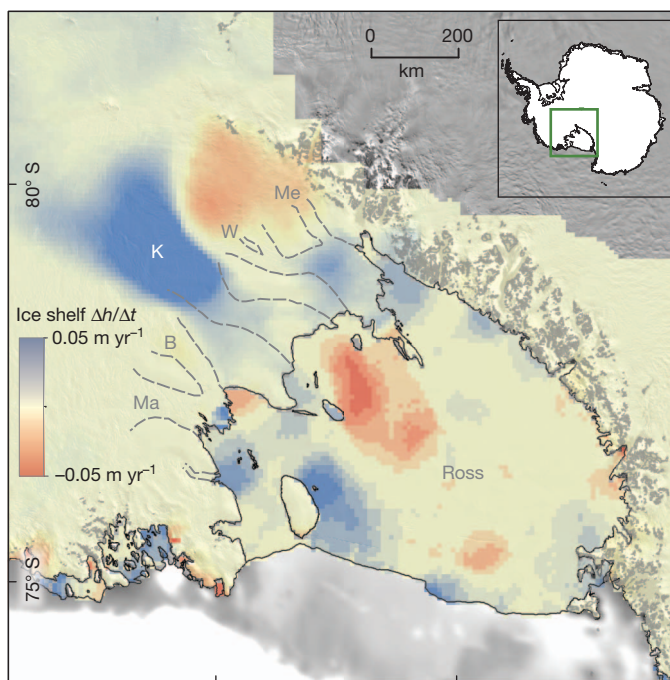 0 200
km
80° S
Me
W
K
Ice shelf Δh/Δt
0.05 m yr⁻¹
B
Ma
−0.05 m yr⁻¹
Ross
75° S